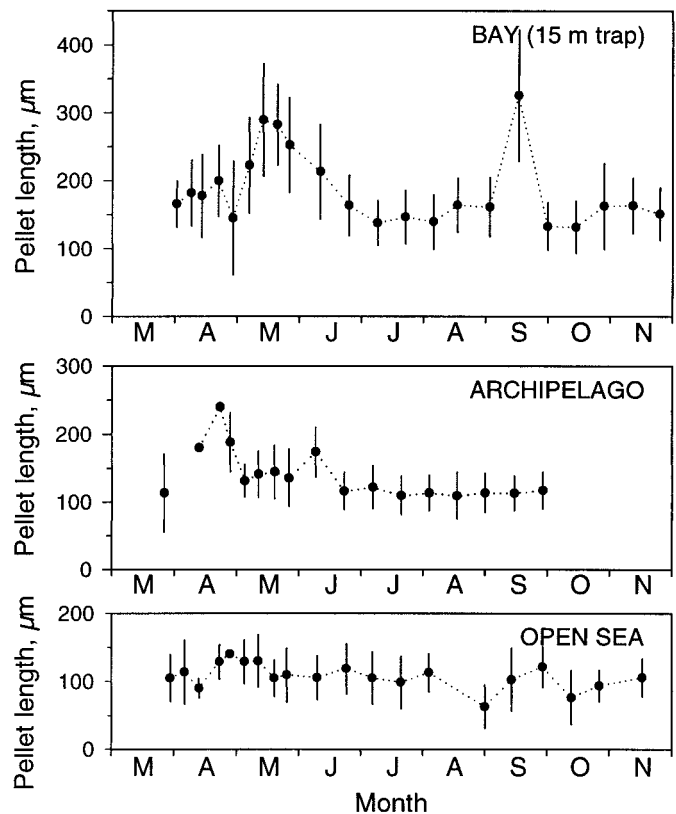 BAY (15 m trap)
Pellet length, µm
400
300
200
100
0
M A M J J A S O N
ARCHIPELAGO
Pellet length, µm
300
200
100
0
M A M J J A S O N
OPEN SEA
Pellet length, µm
200
100
0
M A M J J A S O N
Month